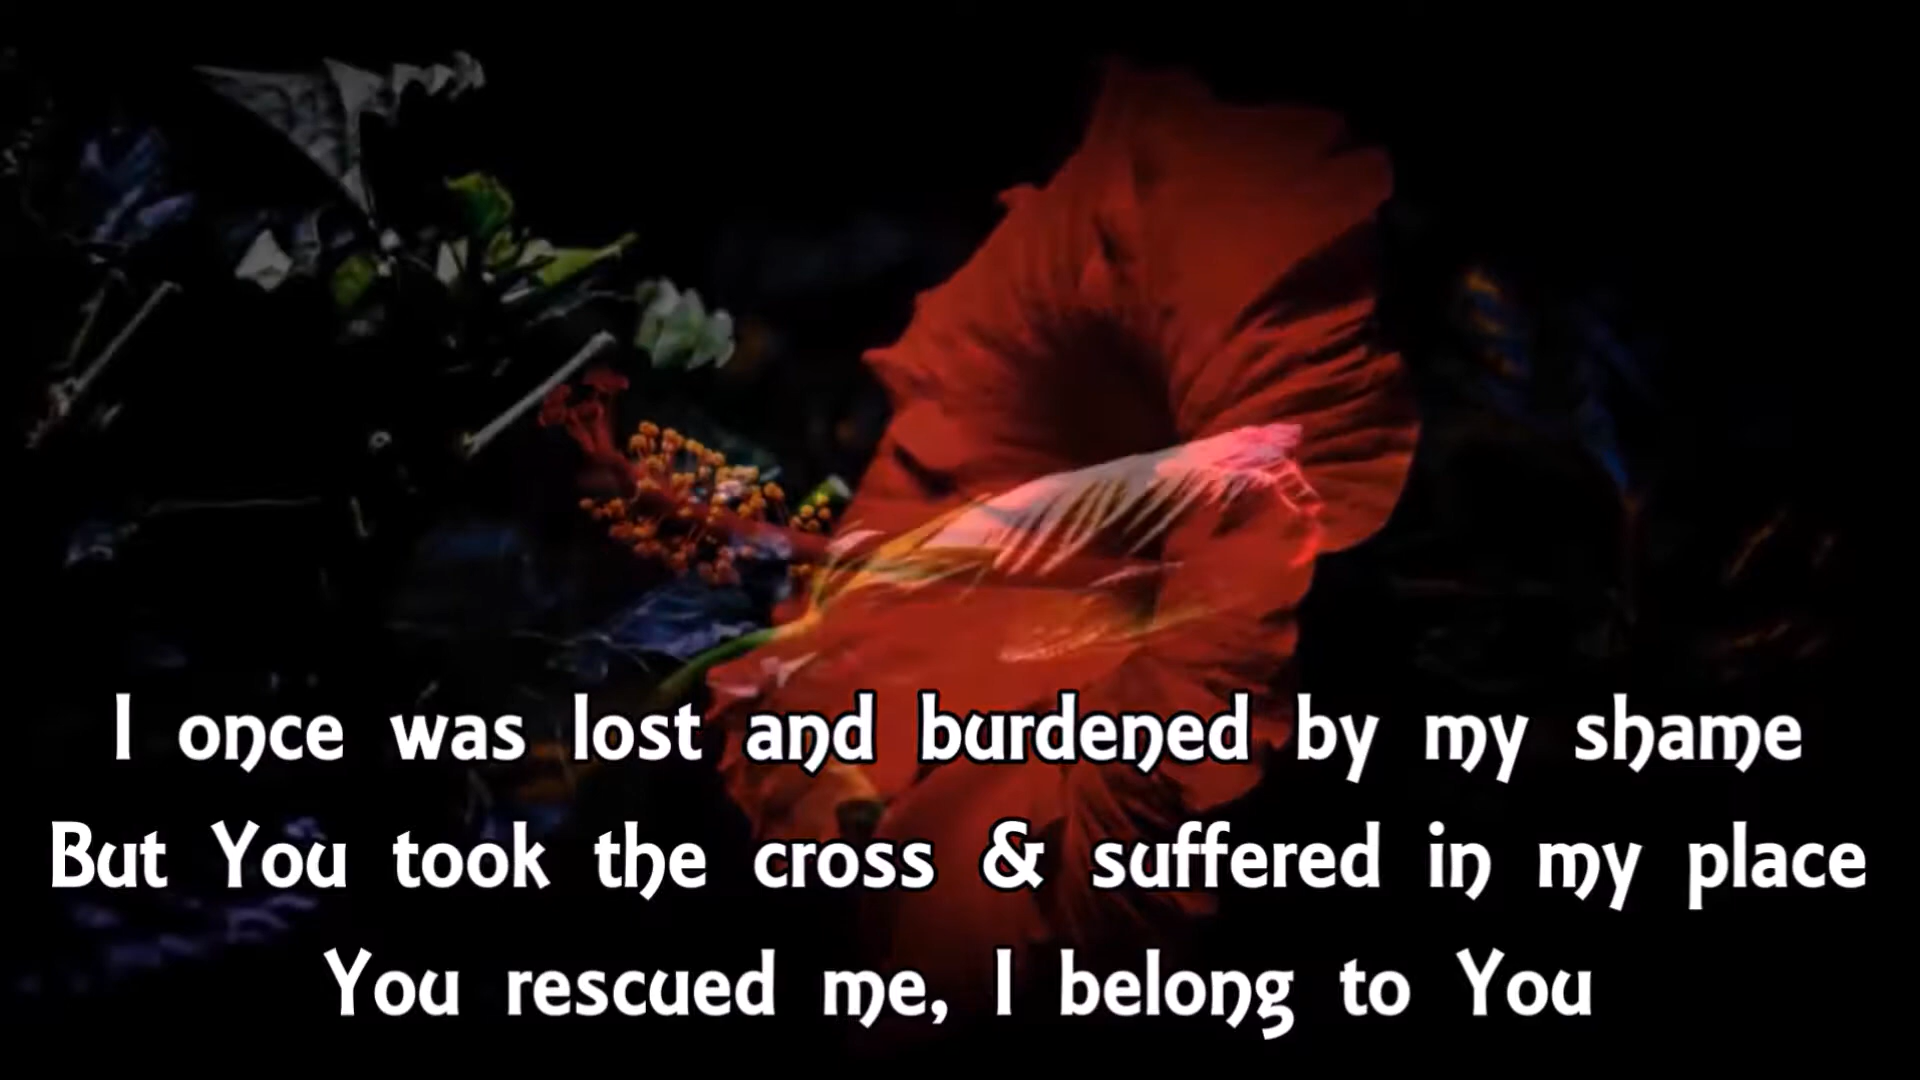 I once was lost and burdened by my shame
But You took the cross & suffered in my place
You rescued me, I belong to You